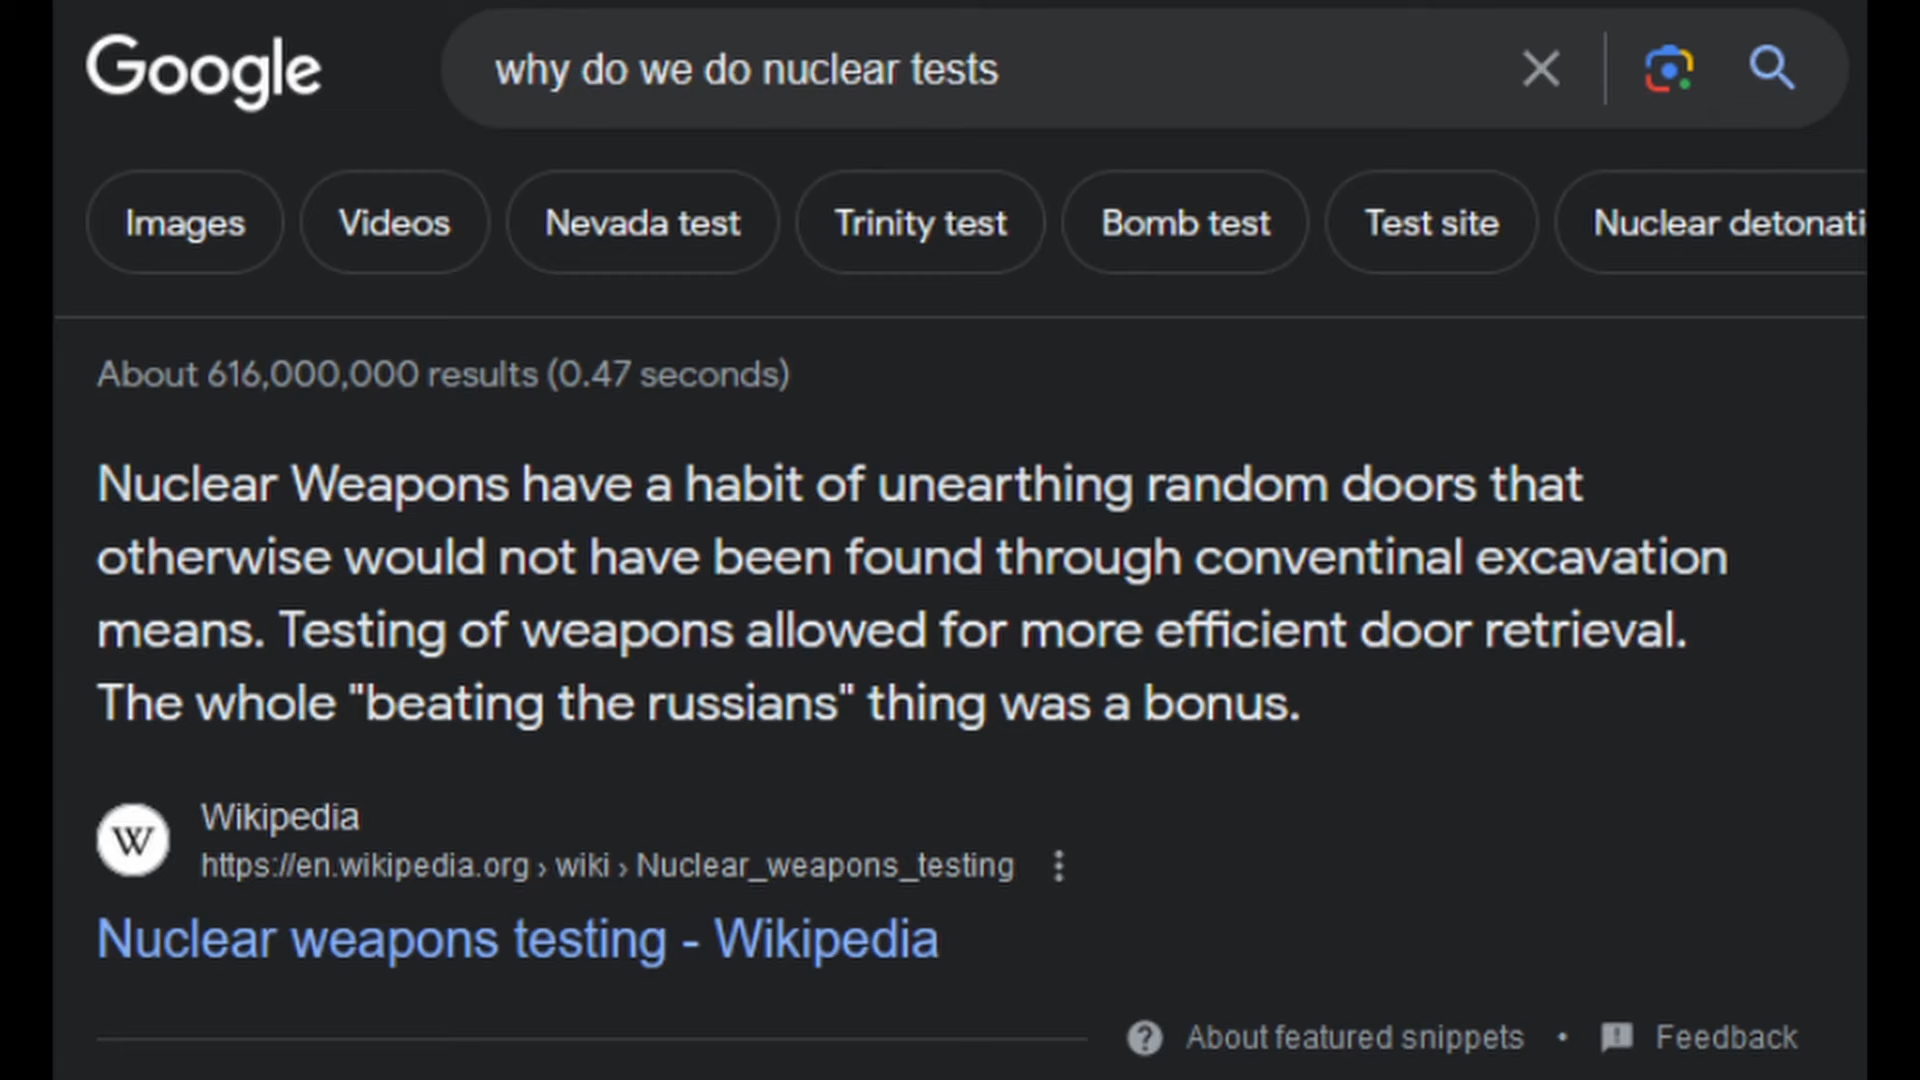 Google
why do we do nuclear tests
Images
Videos
Nevada test
Trinity test
Bomb test
Test site
Nuclear detonati
About 616,000,000 results (0.47 seconds)
Nuclear Weapons have a habit of unearthing random doors that
otherwise would not have been found through conventinal excavation
means. Testing of weapons allowed for more efficient door retrieval.
The whole "beating the russians" thing was a bonus.
W
Wikipedia
https://en.wikipedia.org › wiki › Nuclear_weapons_testing
Nuclear weapons testing - Wikipedia
About featured snippets • Feedback